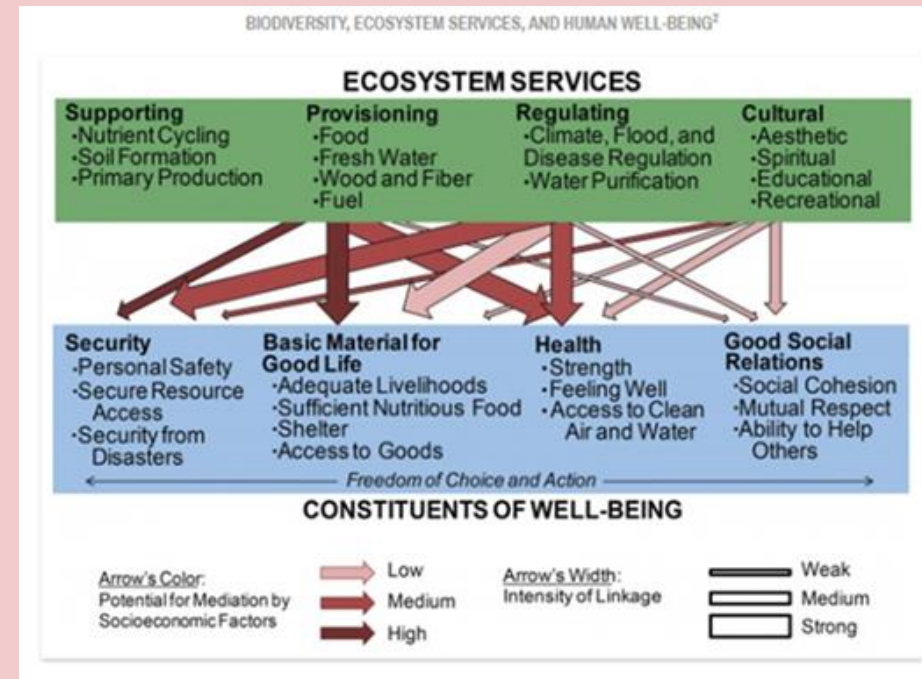 BIODIVERSITY, ECOSYSTEM SERVICES, AND HUMAN WELL-BEING²
ECOSYSTEM SERVICES
Supporting
•Nutrient Cycling
•Soil Formation
•Primary Production
Provisioning
•Food
•Fresh Water
•Wood and Fiber
•Fuel
Regulating
•Climate, Flood, and
Disease Regulation
•Water Purification
Cultural
•Aesthetic
•Spiritual
•Educational
•Recreational
Security
•Personal Safety
•Secure Resource
Access
•Security from
Disasters
Basic Material for
Good Life
•Adequate Livelihoods
•Sufficient Nutritious Food
•Shelter
•Access to Goods
Health
•Strength
•Feeling Well
•Access to Clean
Air and Water
Good Social
Relations
•Social Cohesion
•Mutual Respect
•Ability to Help
Others
Freedom of Choice and Action
CONSTITUENTS OF WELL-BEING
Arrow's Color:
Potential for Mediation by
Socioeconomic Factors
Low
Medium
High
Arrow's Width:
Intensity of Linkage
Weak
Medium
Strong